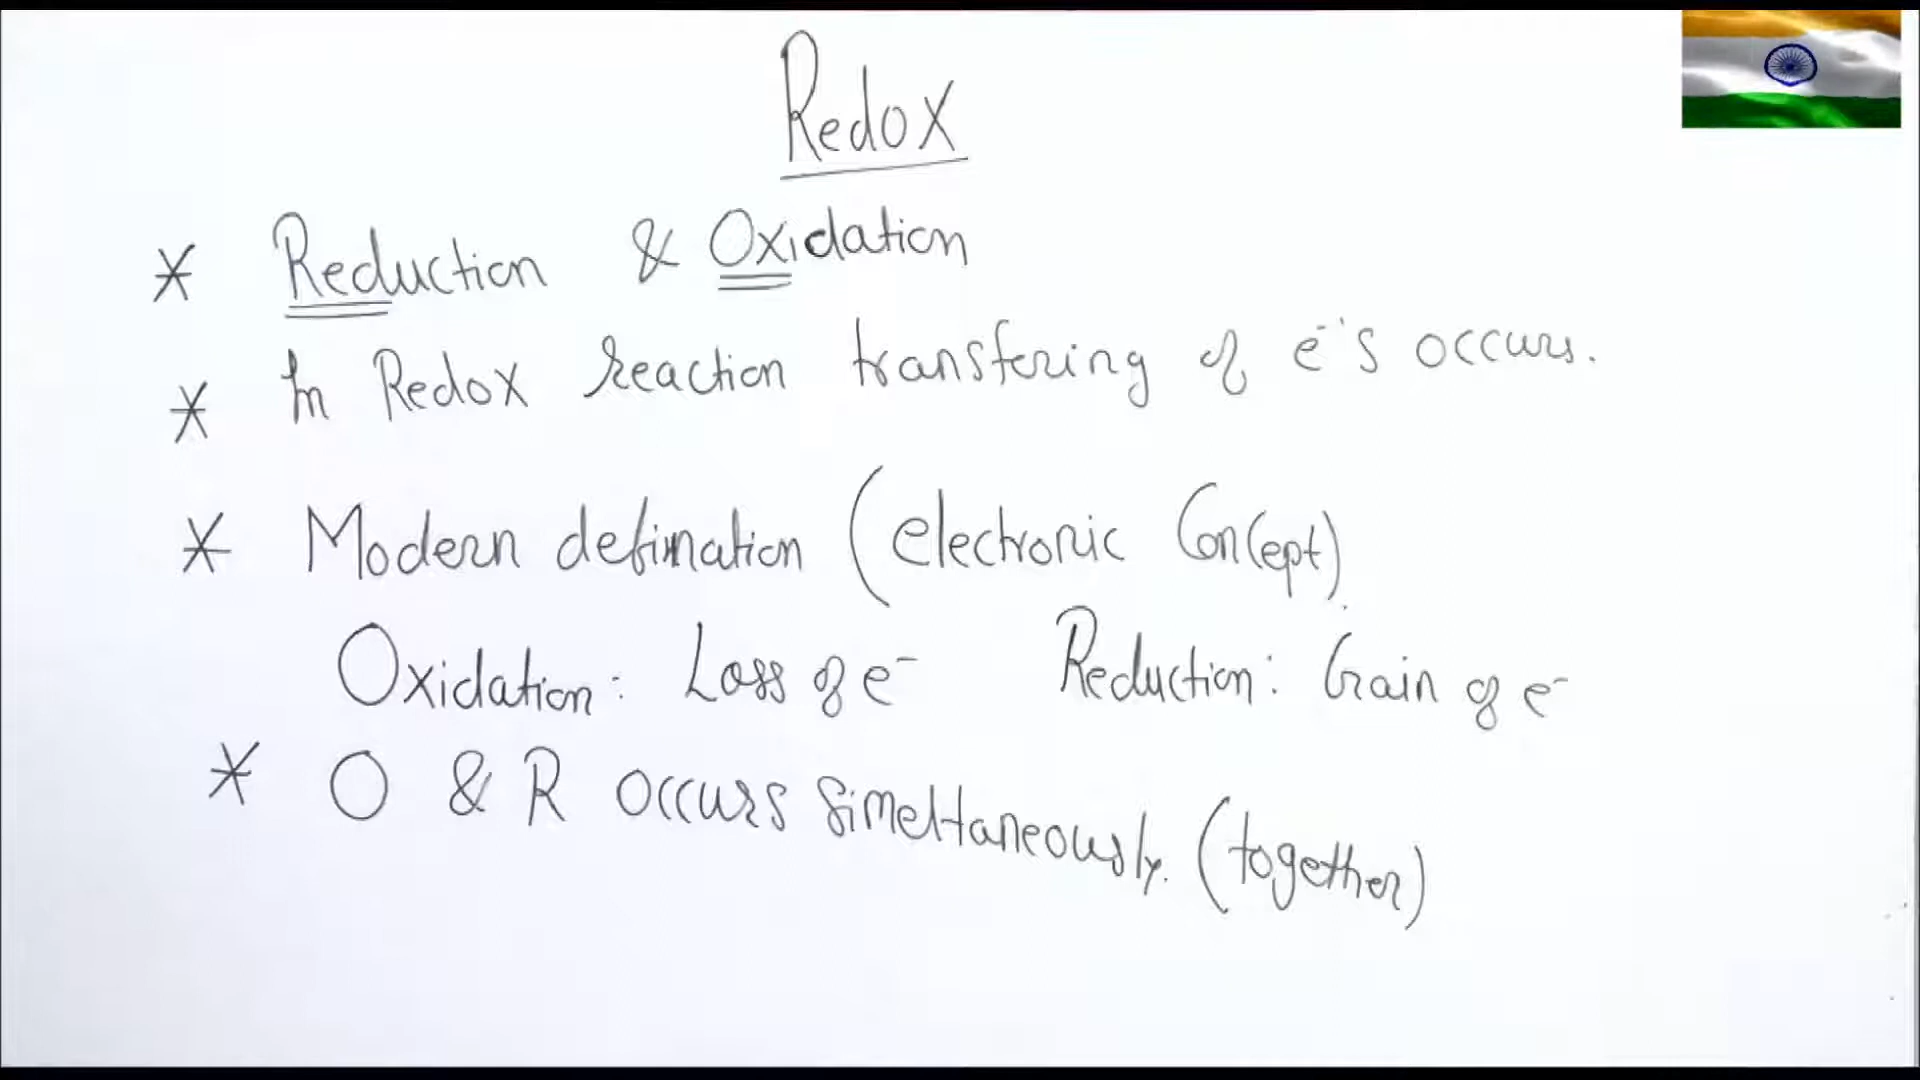 Redox
* Reduction & Oxidation
* In Redox reaction transfering of e⁻'s occurs.
* Modern defination (electronic Concept)
Oxidation: Loss of e⁻ Reduction: Gain of e⁻
* O & R occurs simeltaneously. (together)